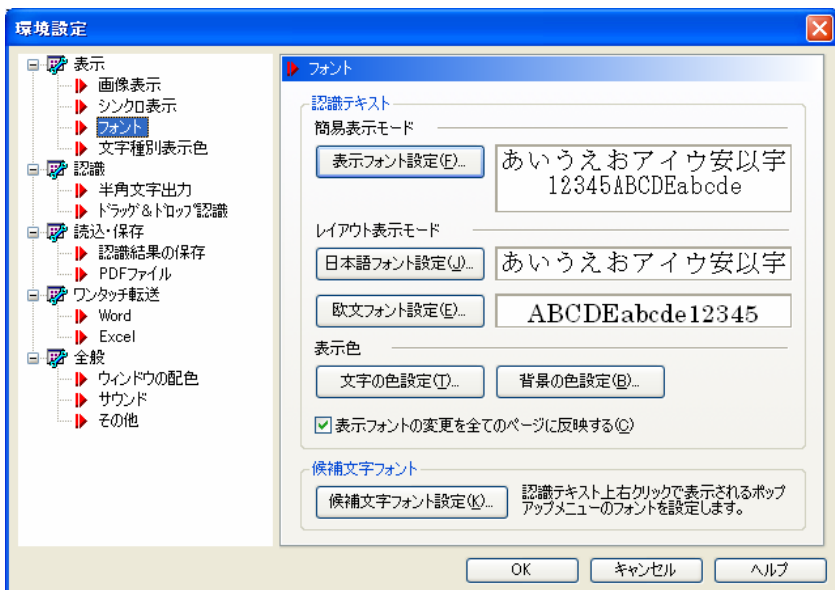 環境設定
表示
画像表示
シンクロ表示
フォント
文字種別表示色
認識
半角文字出力
ドラッグ&ドロップ認識
読込・保存
認識結果の保存
PDFファイル
ワンタッチ転送
Word
Excel
全般
ウィンドウの配色
サウンド
その他
フォント
認識テキスト
簡易表示モード
表示フォント設定(F)...
あいうえおアイウ安以宇
12345ABCDEabcde
レイアウト表示モード
日本語フォント設定(J)...
あいうえおアイウ安以宇
欧文フォント設定(E)...
ABCDEabcde12345
表示色
文字の色設定(T)...
背景の色設定(B)...
表示フォントの変更を全てのページに反映する(C)
候補文字フォント
候補文字フォント設定(K)...
認識テキスト上右クリックで表示されるポップ
アップメニューのフォントを設定します。
OK
キャンセル
ヘルプ